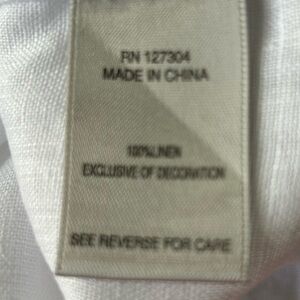 RN 127304
MADE IN CHINA
100% LINEN
EXCLUSIVE OF DECORATION
SEE REVERSE FOR CARE